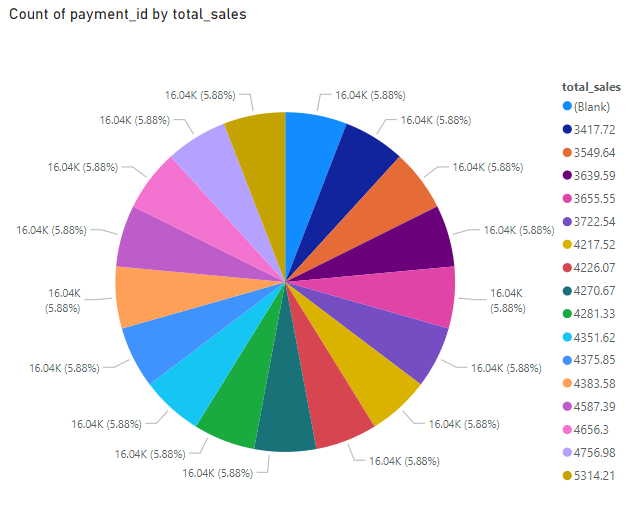 Count of payment_id by total_sales
16.04K (5.88%)
16.04K (5.88%)
16.04K (5.88%)
16.04K (5.88%)
16.04K
(5.88%)
16.04K (5.88%)
16.04K (5.88%)
16.04K (5.88%)
16.04K (5.88%)
16.04K (5.88%)
16.04K (5.88%)
16.04K (5.88%)
16.04K
(5.88%)
16.04K (5.88%)
16.04K (5.88%)
16.04K (5.88%)
16.04K (5.88%)
total_sales
(Blank)
3417.72
3549.64
3639.59
3655.55
3722.54
4217.52
4226.07
4270.67
4281.33
4351.62
4375.85
4383.58
4587.39
4656.3
4756.98
5314.21